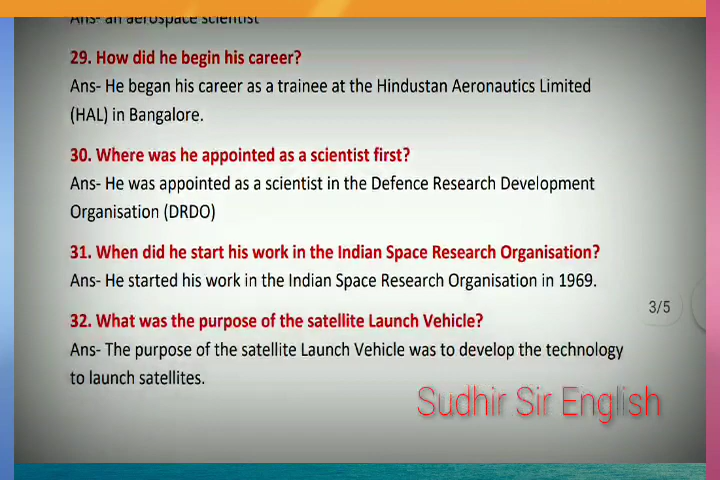 Ans- an aerospace scientist
29. How did he begin his career?
Ans- He began his career as a trainee at the Hindustan Aeronautics Limited
(HAL) in Bangalore.
30. Where was he appointed as a scientist first?
Ans- He was appointed as a scientist in the Defence Research Development
Organisation (DRDO)
31. When did he start his work in the Indian Space Research Organisation?
Ans- He started his work in the Indian Space Research Organisation in 1969.
3/5
32. What was the purpose of the satellite Launch Vehicle?
Ans- The purpose of the satellite Launch Vehicle was to develop the technology
to launch satellites.
Sudhir Sir English